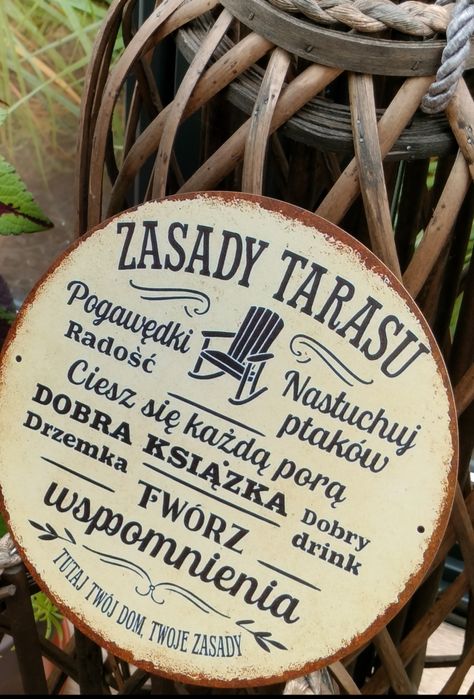 ZASADY TARASU
Pogawędki
Radość
Nasłuchuj
ptaków
Ciesz się każdą porą
DOBRA KSIĄŻKA
Drzemka
Dobry
drink
TWÓRZ
wspomnienia
TUTAJ TWÓJ DOM, TWOJE ZASADY